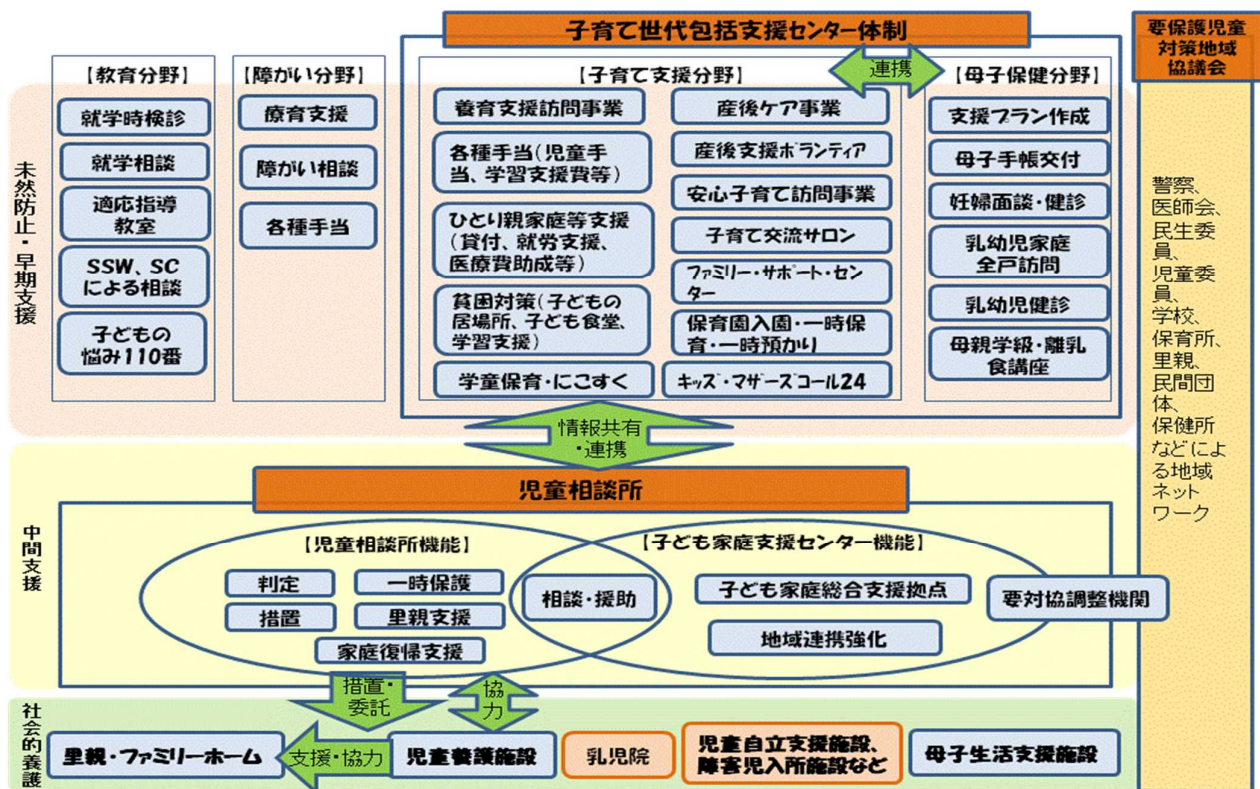 子育て世代包括支援センター体制
要保護児童
対策地域
協議会
【教育分野】
就学時検診
就学相談
適応指導
教室
SSW、SC
による相談
子どもの
悩み110番
【障がい分野】
療育支援
障がい相談
各種手当
【子育て支援分野】
連携
養育支援訪問事業
各種手当(児童手
当、学習支援費等)
ひとり親家庭等支援
(貸付、就労支援、
医療費助成等)
貧困対策(子どもの
居場所、子ども食堂、
学習支援)
学童保育・にこすく
産後ケア事業
産後支援ボランティア
安心子育て訪問事業
子育て交流サロン
ファミリー・サポート・セン
ター
保育園入園・一時保
育・一時預かり
キッズ・マザーズコール24
【母子保健分野】
支援プラン作成
母子手帳交付
妊婦面談・健診
乳幼児家庭
全戸訪問
乳幼児健診
母親学級・離乳
食講座
未然防止・早期支援
警察、
医師会、
民生委
員、
児童委
員、
学校、
保育所、
里親、
民間団
体、
保健所
などによ
る地域
ネット
ワーク
情報共有
・連携
児童相談所
中間支援
【児童相談所機能】
判定
一時保護
措置
里親支援
家庭復帰支援
相談・援助
【子ども家庭支援センター機能】
子ども家庭総合支援拠点
地域連携強化
要対協調整機関
措置・
委託
協
力
社会的養護
里親・ファミリーホーム
支援・協力
児童養護施設
乳児院
児童自立支援施設、
障害児入所施設など
母子生活支援施設